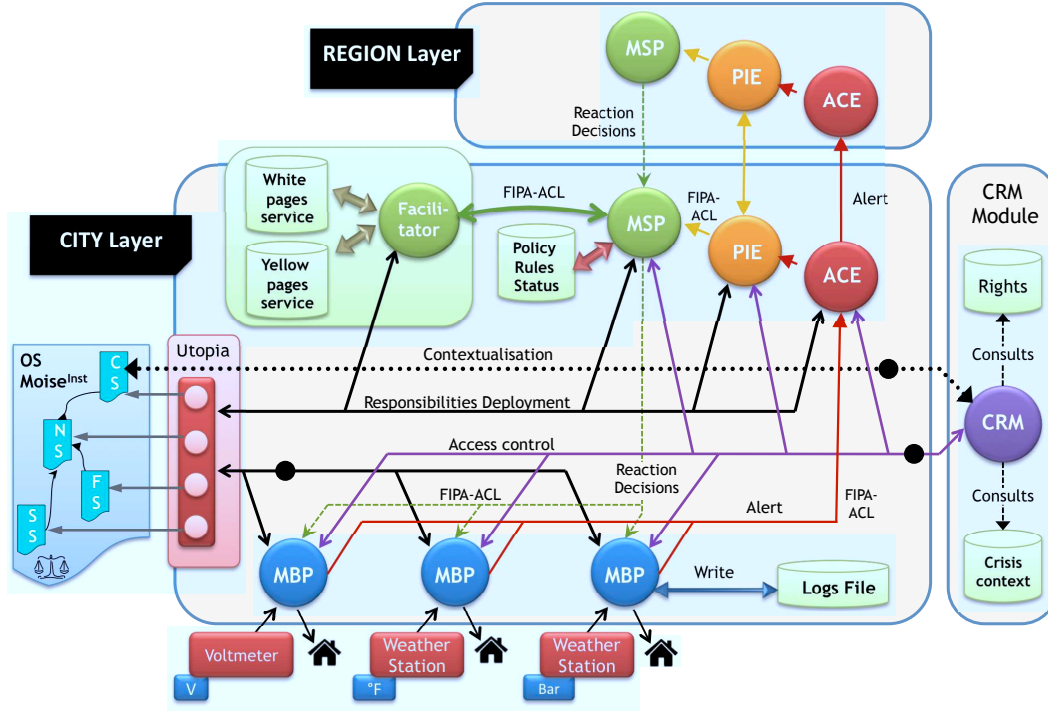 REGION Layer
MSP
PIE
ACE
Reaction
Decisions
CITY Layer
White
pages
service
Yellow
pages
service
Facili-
tator
FIPA-ACL
MSP
Policy
Rules
Status
FIPA-
ACL
PIE
Alert
ACE
CRM
Module
Rights
Consults
CRM
Consults
Crisis
context
OS
Moise^Inst
C
S
N
S
F
S
S
S
Utopia
Contextualisation
Responsibilities Deployment
Access control
FIPA-ACL
Reaction
Decisions
Alert
FIPA-
ACL
MBP
MBP
MBP
Write
Logs File
Voltmeter
V
Weather
Station
°F
Weather
Station
Bar